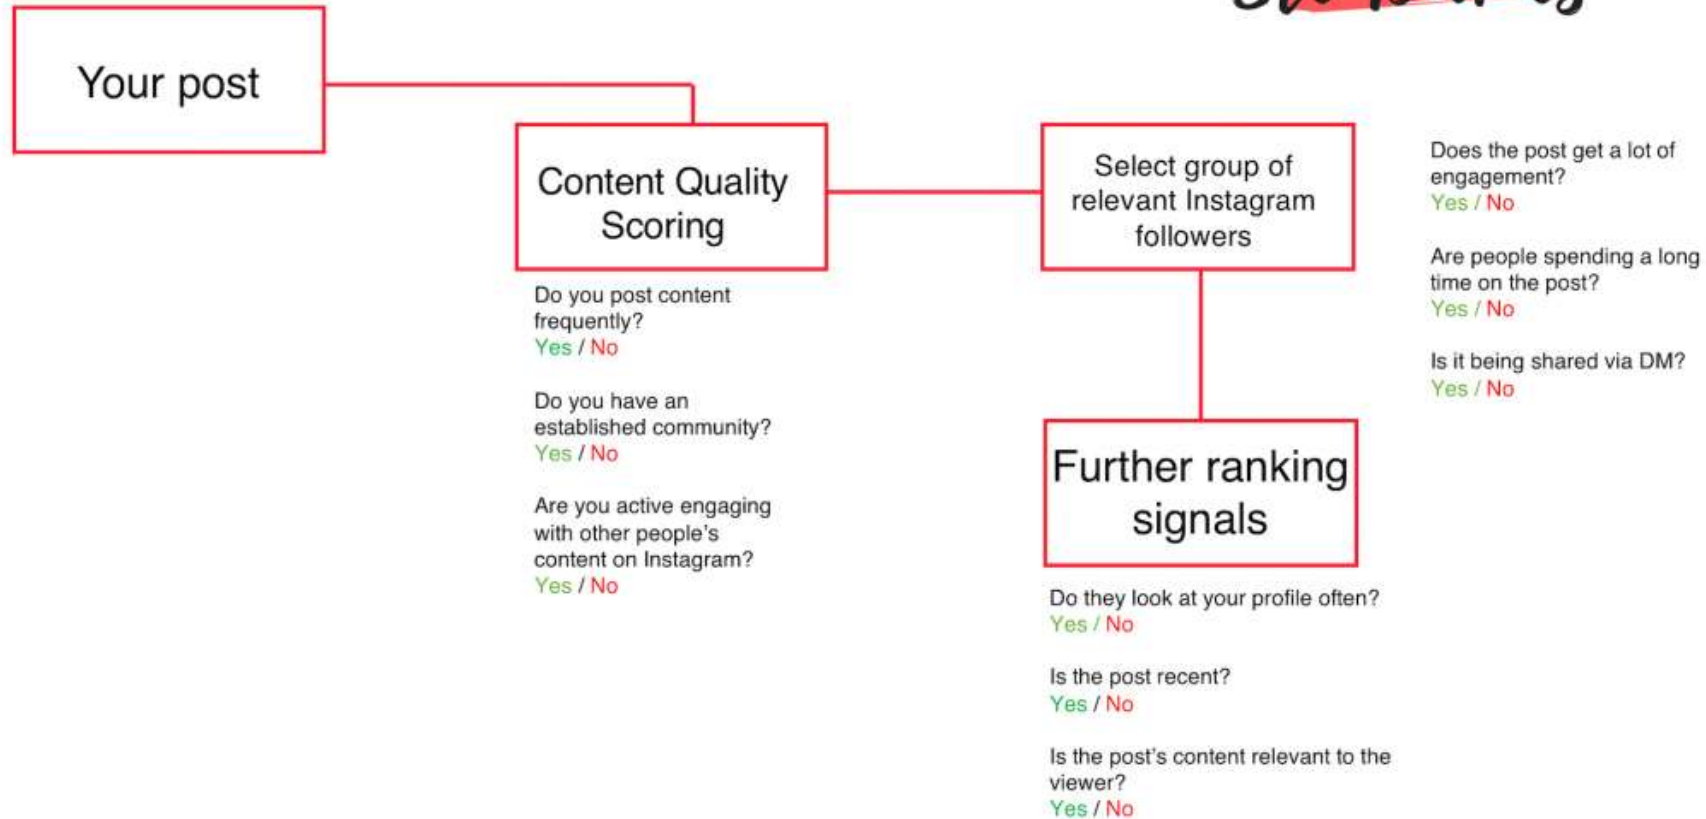 Your post
Content Quality
Scoring
Do you post content
frequently?
Yes / No
Do you have an
established community?
Yes / No
Are you active engaging
with other people's
content on Instagram?
Yes / No
Select group of
relevant Instagram
followers
Does the post get a lot of
engagement?
Yes / No
Are people spending a long
time on the post?
Yes / No
Is it being shared via DM?
Yes / No
Further ranking
signals
Do they look at your profile often?
Yes / No
Is the post recent?
Yes / No
Is the post's content relevant to the
viewer?
Yes / No